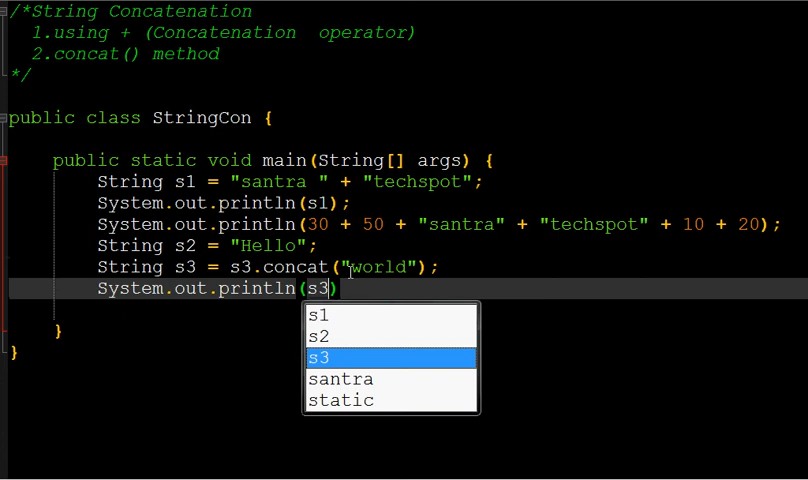 /*String Concatenation
1.using + (Concatenation operator)
2.concat() method
*/
public class StringCon {
public static void main(String[] args) {
String s1 = "santra " + "techspot";
System.out.println(s1);
System.out.println(30 + 50 + "santra" + "techspot" + 10 + 20);
String s2 = "Hello";
String s3 = s3.concat("world");
System.out.println(s3)
s1
s2
s3
santra
static
}
}